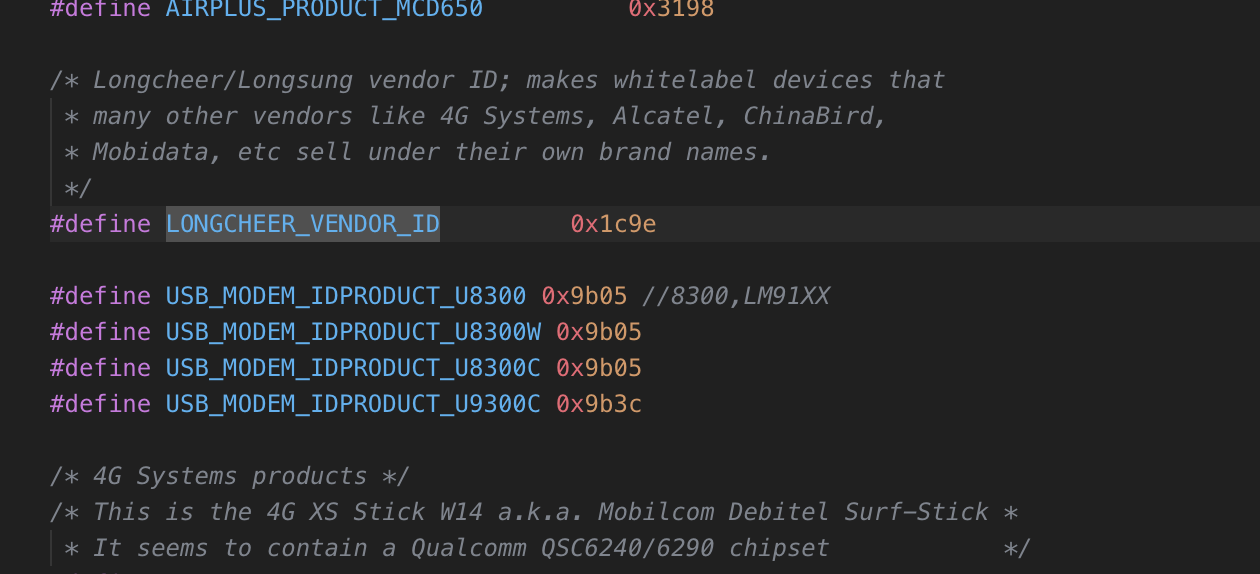 #define AIRPLUS_PRODUCT_MCD650 0x3198
/* Longcheer/Longsung vendor ID; makes whitelabel devices that
* many other vendors like 4G Systems, Alcatel, ChinaBird,
* Mobidata, etc sell under their own brand names.
*/
#define LONGCHEER_VENDOR_ID 0x1c9e
#define USB_MODEM_IDPRODUCT_U8300 0x9b05 //8300,LM91XX
#define USB_MODEM_IDPRODUCT_U8300W 0x9b05
#define USB_MODEM_IDPRODUCT_U8300C 0x9b05
#define USB_MODEM_IDPRODUCT_U9300C 0x9b3c
/* 4G Systems products */
/* This is the 4G XS Stick W14 a.k.a. Mobilcom Debitel Surf-Stick *
* It seems to contain a Qualcomm QSC6240/6290 chipset */